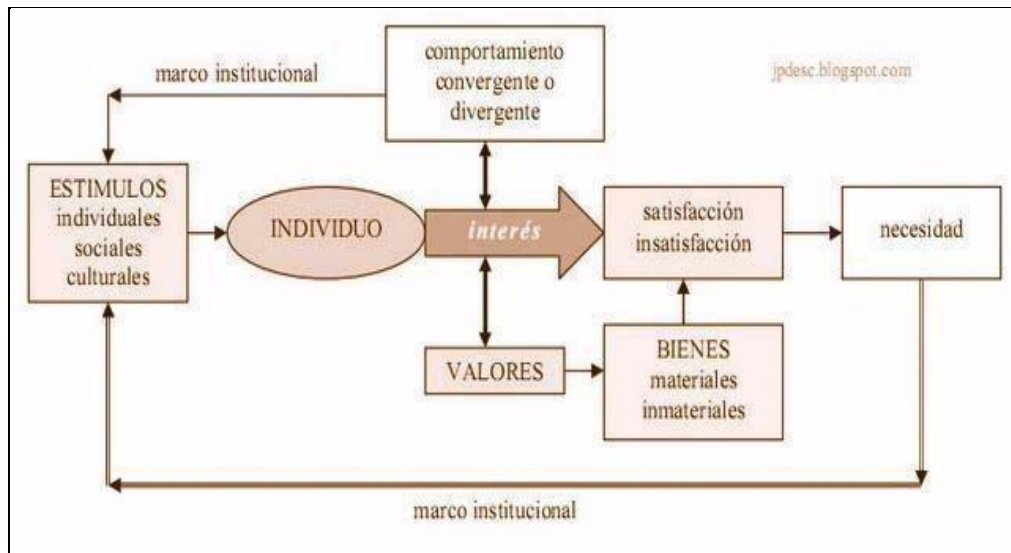 comportamiento
convergente o
divergente
jpdesc.blogspot.com
marco institucional
ESTIMULOS
individuales
sociales
culturales
INDIVIDUO
interés
satisfacción
insatisfacción
necesidad
VALORES
BIENES
materiales
inmateriales
marco institucional